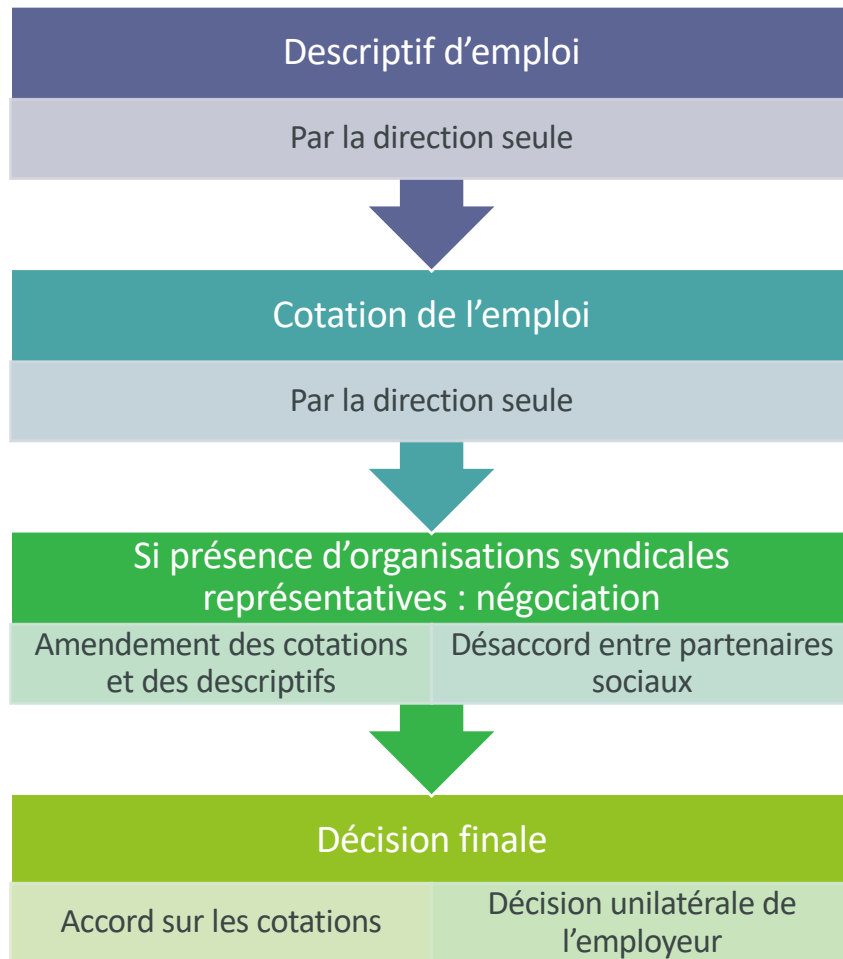 Descriptif d’emploi
Par la direction seule
Cotation de l’emploi
Par la direction seule
Si présence d’organisations syndicales
représentatives : négociation
Amendement des cotations
et des descriptifs
Désaccord entre partenaires
sociaux
Décision finale
Accord sur les cotations
Décision unilatérale de
l’employeur